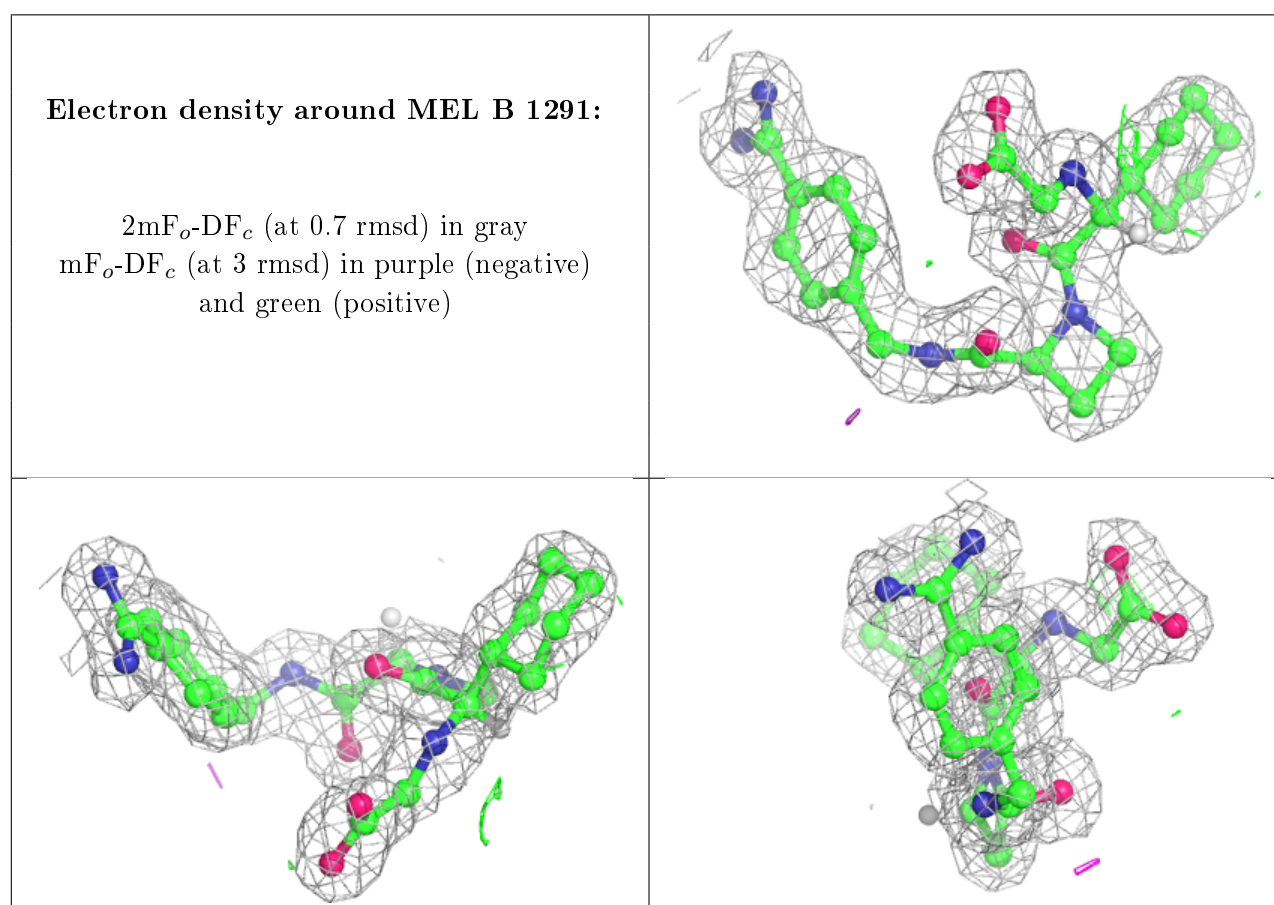 Electron density around MEL B 1291:
2mFo-DFc (at 0.7 rmsd) in gray
mFo-DFc (at 3 rmsd) in purple (negative)
and green (positive)